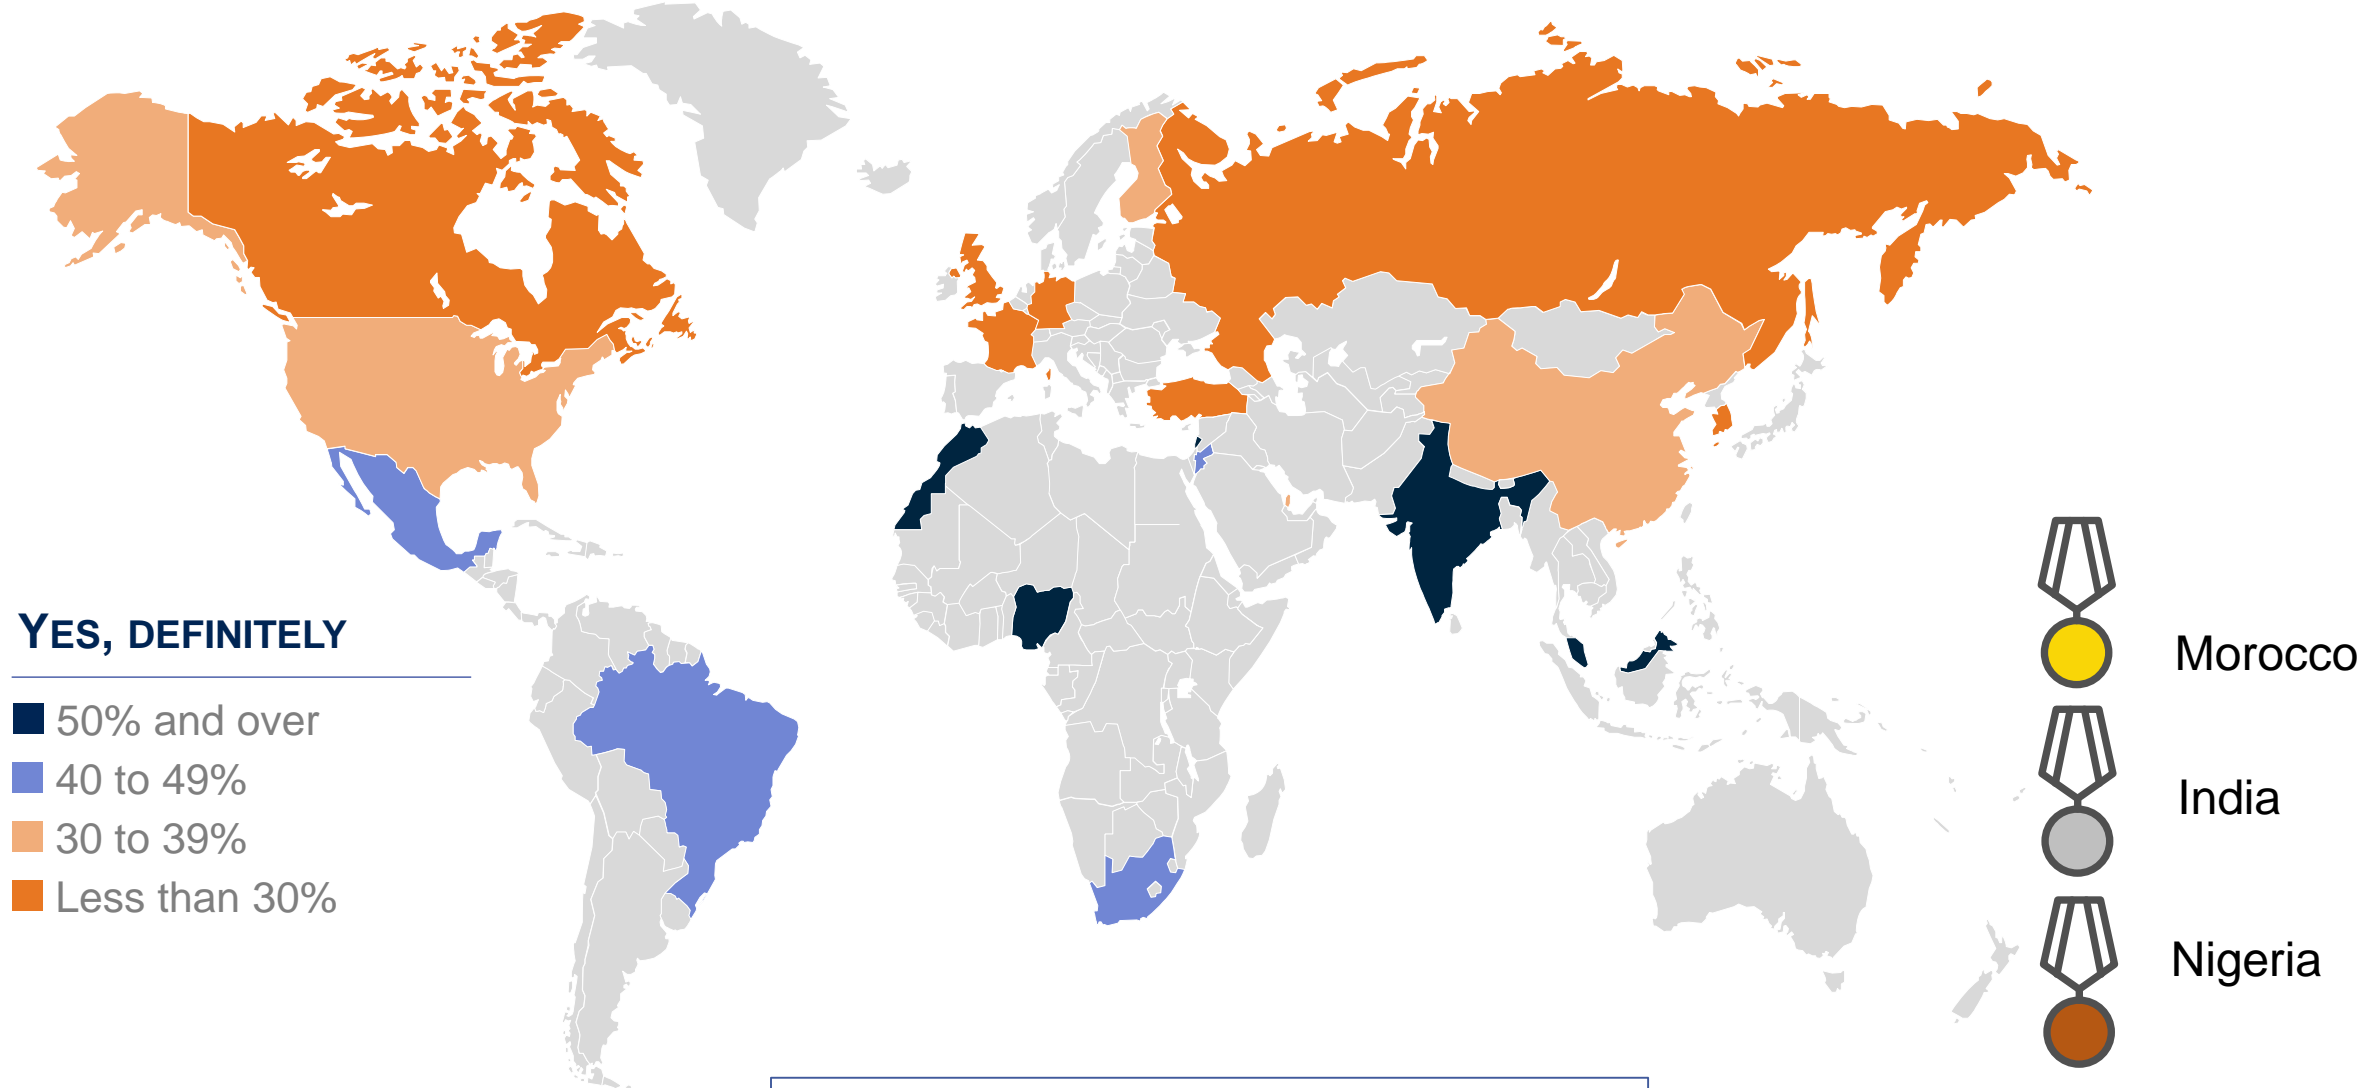 YES, DEFINITELY
50% and over
40 to 49%
30 to 39%
Less than 30%
Morocco
India
Nigeria